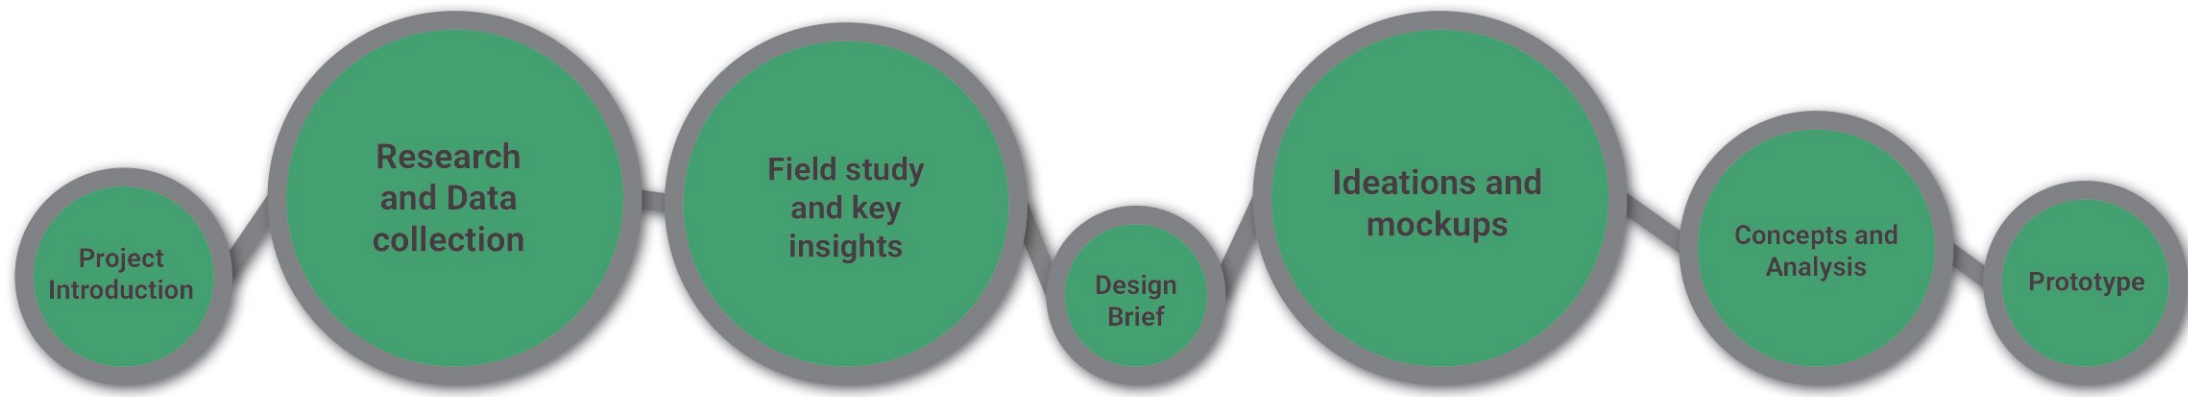 Project
Introduction
Research
and Data
collection
Field study
and key
insights
Design
Brief
Ideations and
mockups
Concepts and
Analysis
Prototype